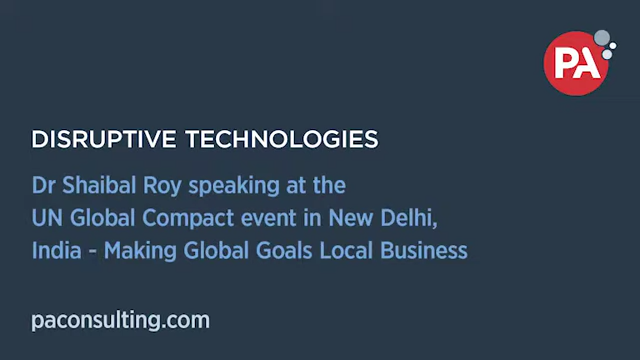 PA
DISRUPTIVE TECHNOLOGIES
Dr Shaibal Roy speaking at the
UN Global Compact event in New Delhi,
India - Making Global Goals Local Business
paconsulting.com